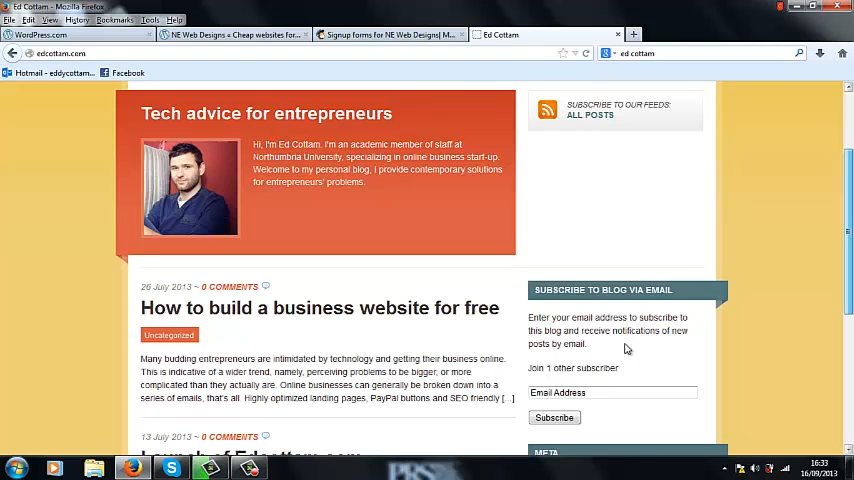 Ed Cottam - Mozilla Firefox
File Edit View History Bookmarks Tools Help
WordPress.com
NE Web Designs = Cheap websites for...
Signup forms for NE Web Designs| M...
Ed Cottam
edcottam.com
ed cottam
Hotmail - eddycottam...
Facebook
Tech advice for entrepreneurs
Hi, I'm Ed Cottam, I'm an academic member of staff at
Northumbria University, specializing in online business start-up.
Welcome to my personal blog, I provide contemporary solutions
for entrepreneurs' problems.
SUBSCRIBE TO OUR FEEDS:
ALL POSTS
26 July 2013 ~ 0 COMMENTS
How to build a business website for free
Uncategorized
Many budding entrepreneurs are intimidated by technology and getting their business online.
This is indicative of a wider trend, namely, perceiving problems to be bigger, or more
complicated than they actually are. Online businesses can generally be broken down into a
series of emails, that's all. Highly optimized landing pages, PayPal buttons and SEO friendly [...]
13 July 2013 ~ 0 COMMENTS
Launch of Edcottam.com
SUBSCRIBE TO BLOG VIA EMAIL
Enter your email address to subscribe to
this blog and receive notifications of new
posts by email.
Join 1 other subscriber
Email Address
Subscribe
META
16:33
16/09/2013